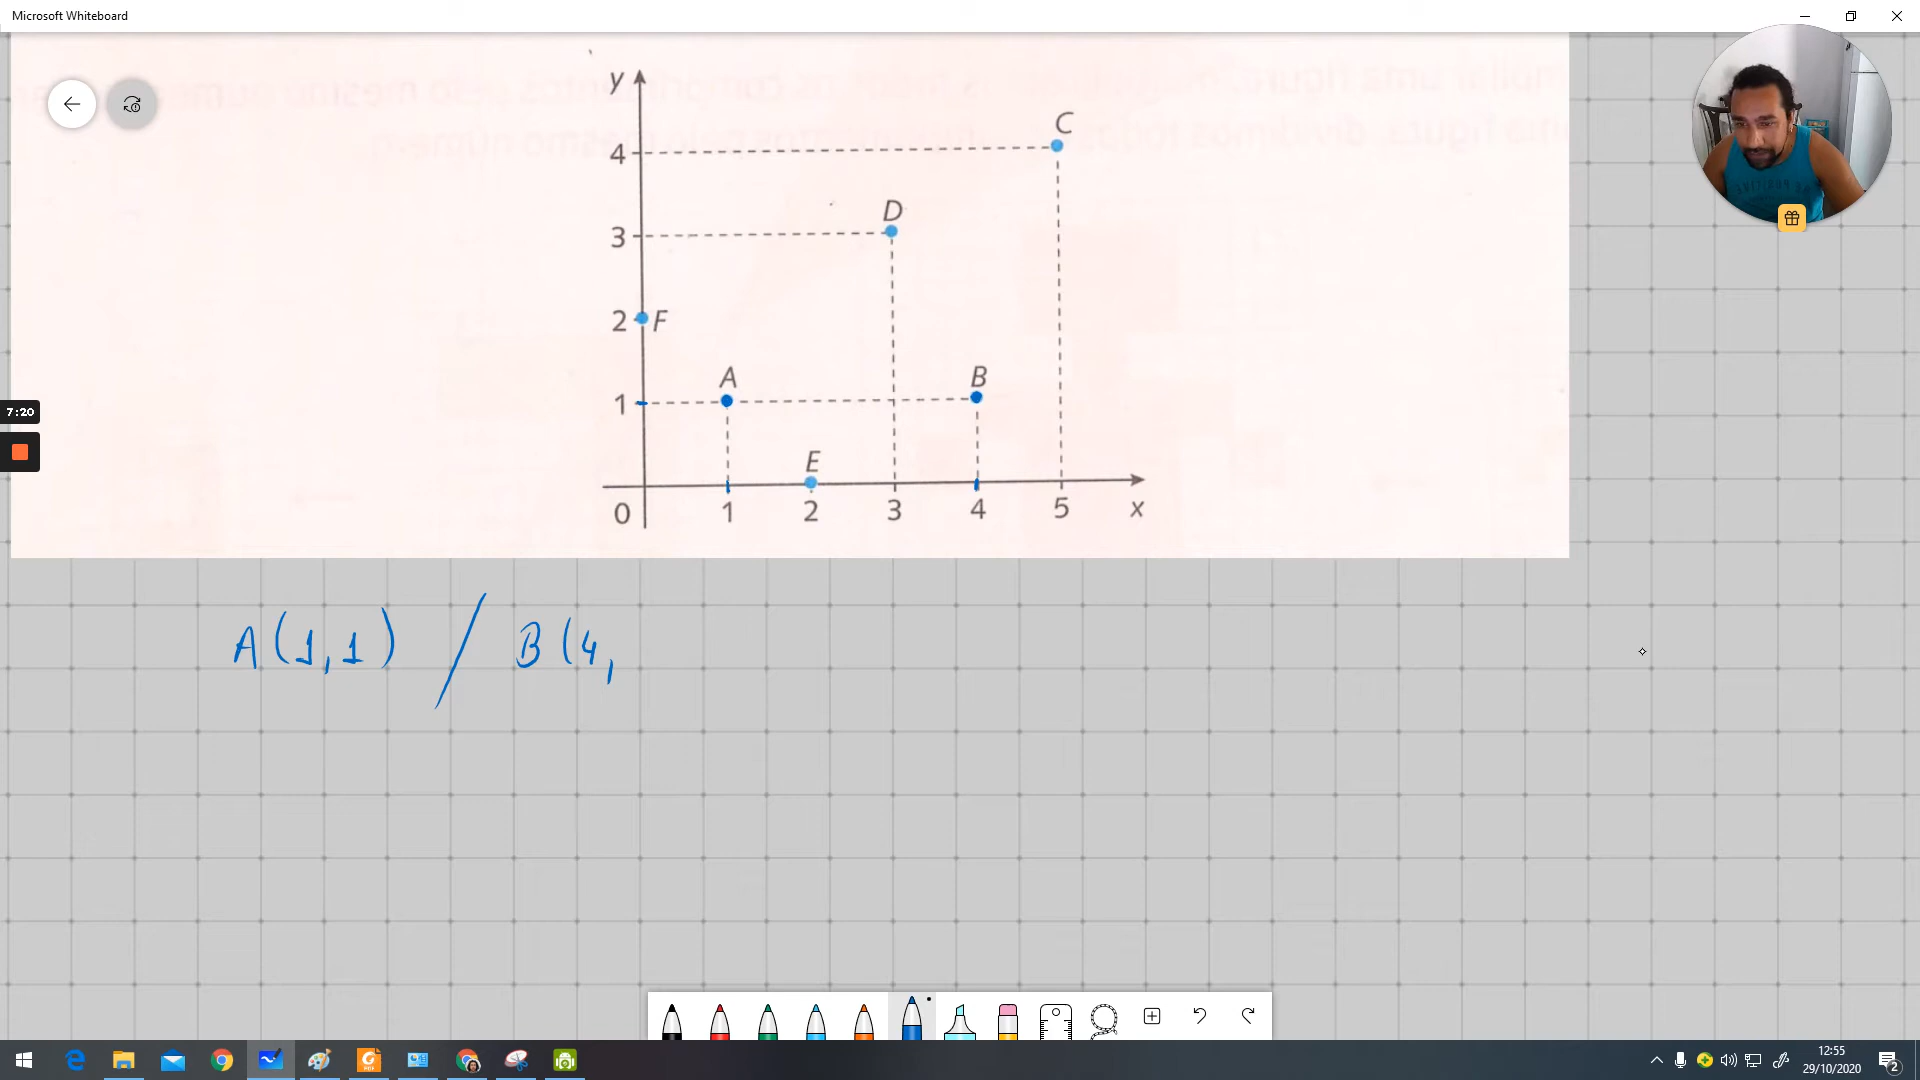 Microsoft Whiteboard
y
C
4
D
3
2 F
A
B
1
7:20
E
0 1 2 3 4 5 x
A(1,1) / B(4,
12:55
29/10/2020
2